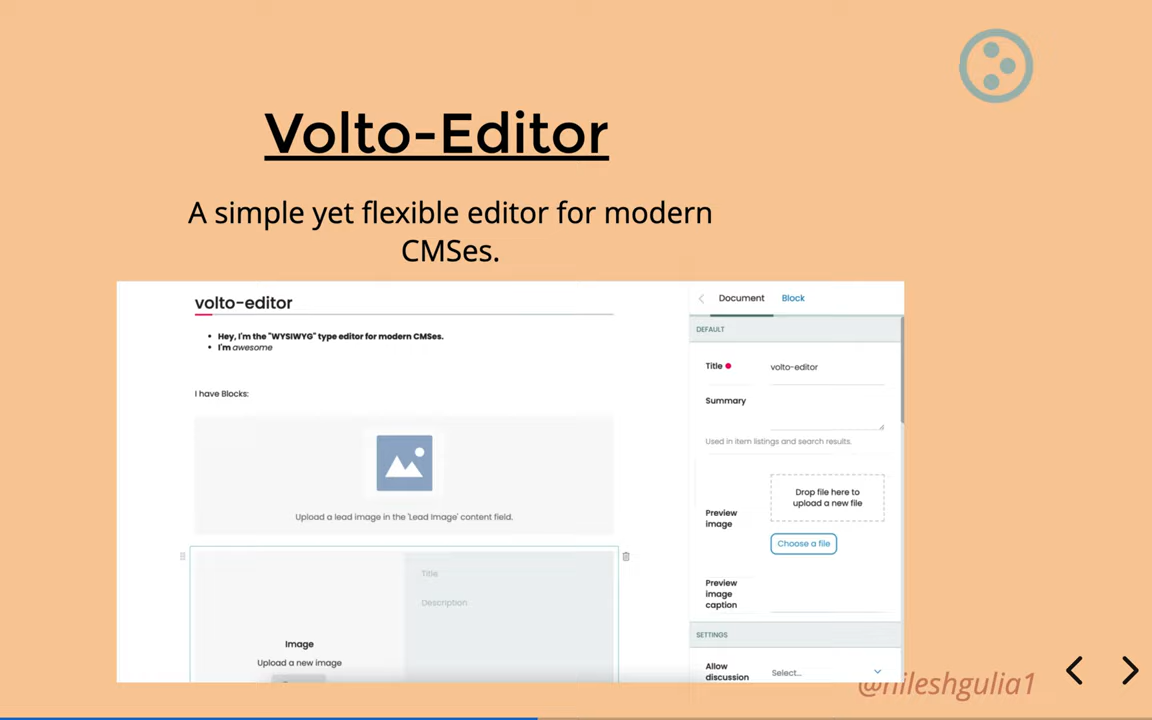 Volto-Editor
A simple yet flexible editor for modern
CMSes.
volto-editor
Hey, I'm the "WYSIWYG" type editor for modern CMSes.
I'm awesome
I have Blocks:
Upload a lead image in the 'Lead Image' content field.
Title
Description
Image
Upload a new image
Document
Block
DEFAULT
Title
volto-editor
Summary
Used in item listings and search results.
Preview
image
Drop file here to
upload a new file
Choose a file
Preview
image
caption
SETTINGS
Allow
discussion
Select...
@nileshgulia1